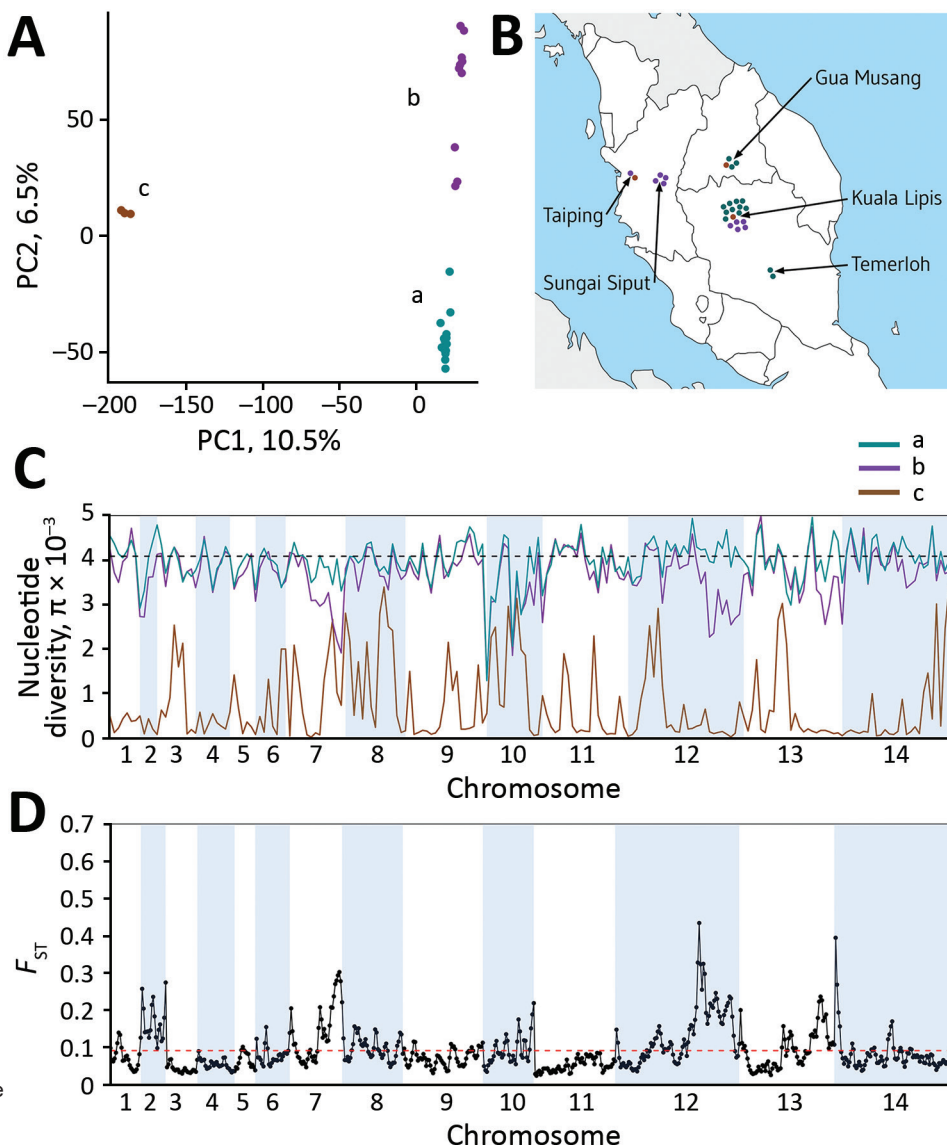 A
50
0
–50
PC2, 6.5%
a
b
c
–200 –150 –100 –50 0
PC1, 10.5%
B
Gua Musang
Kuala Lipis
Taiping
Temerloh
Sungai Siput
a
b
c
C
5
4
3
2
1
0
Nucleotide
diversity, π × 10⁻³
1 2 3 4 5 6 7 8 9 10 11 12 13 14
Chromosome
D
0.7
0.6
0.5
0.4
0.3
0.2
0.1
0
FST
1 2 3 4 5 6 7 8 9 10 11 12 13 14
Chromosome
e